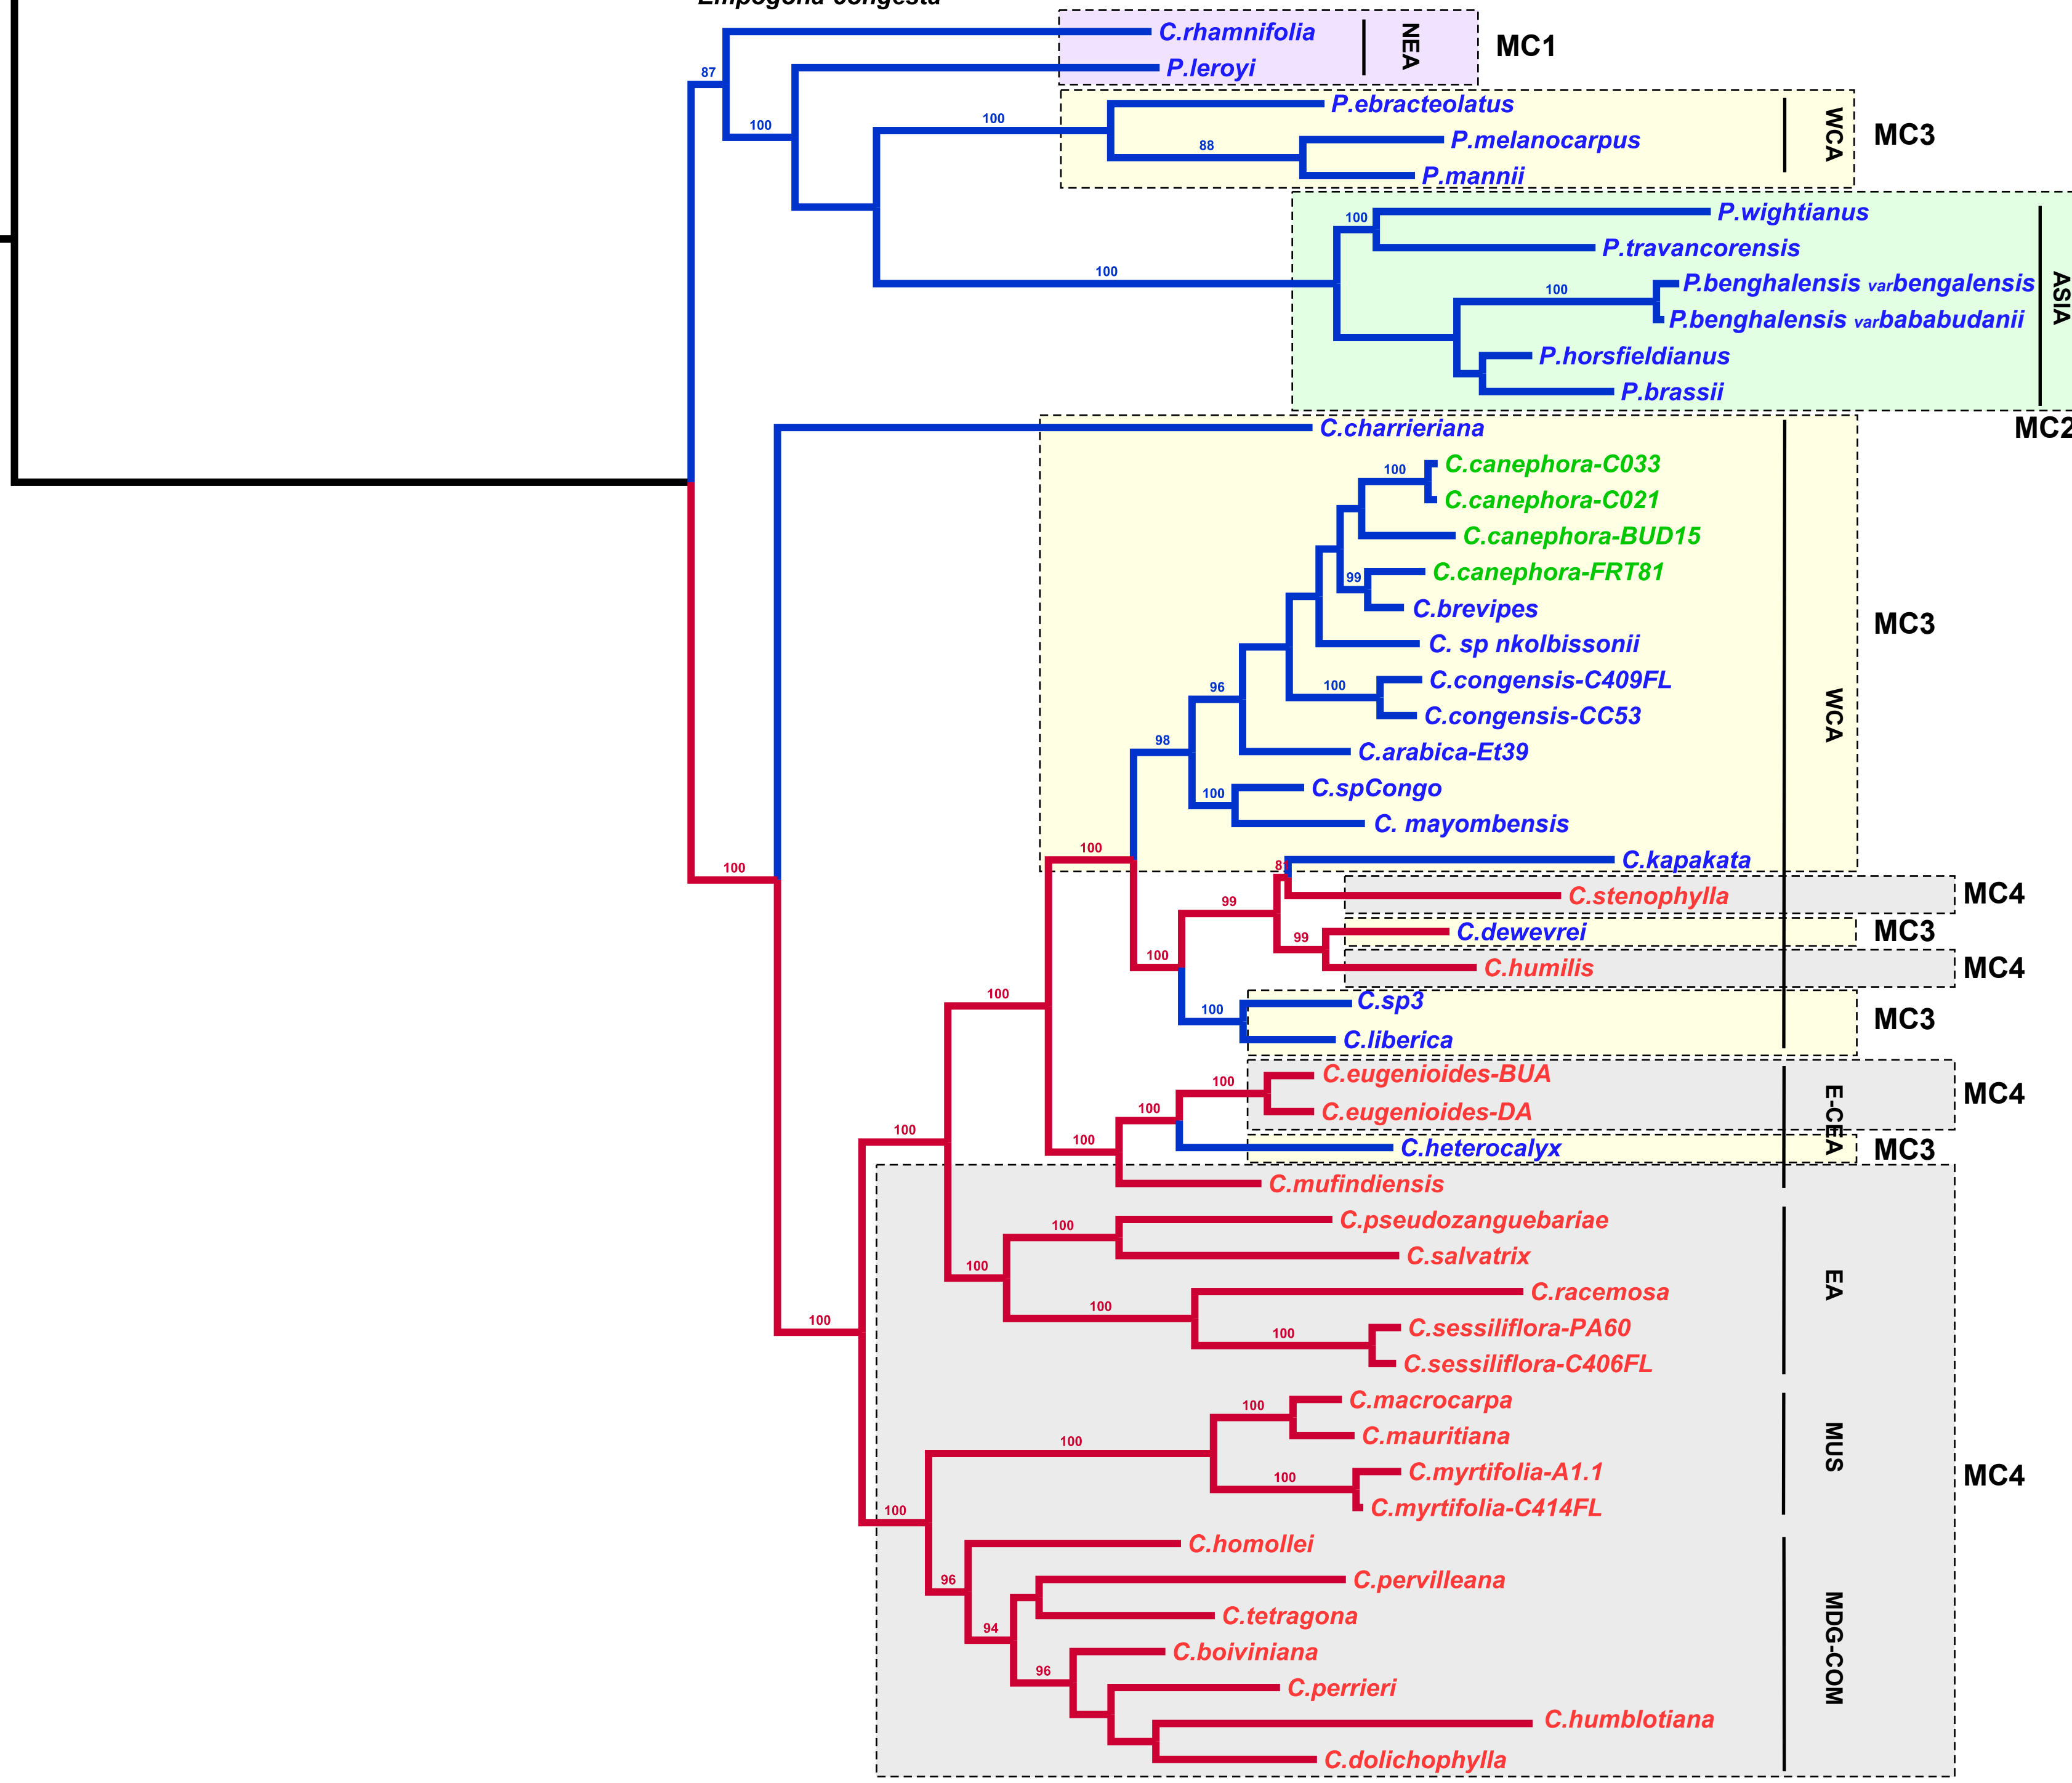 Empogona congesta
C.rhamnifolia
NEA
MC1
87
P.leroyi
100
P.ebracteolatus
100
WCA
MC3
P.melanocarpus
88
P.mannii
P.wightianus
100
P.travancorensis
100
ASIA
P.benghalensis varbengalensis
100
P.benghalensis varbababudanii
P.horsfieldianus
P.brassii
C.charrieriana
MC2
C.canephora-C033
100
C.canephora-C021
C.canephora-BUD15
C.canephora-FRT81
99
C.brevipes
MC3
C. sp nkolbissonii
C.congensis-C409FL
100
96
C.congensis-CC53
WCA
C.arabica-Et39
98
C.spCongo
100
C. mayombensis
100
C.kapakata
100
C.stenophylla
MC4
99
C.dewevrei
MC3
99
100
C.humilis
MC4
100
C.sp3
100
MC3
C.liberica
C.eugenioides-BUA
100
MC4
C.eugenioides-DA
100
E-CEA
100
100
C.heterocalyx
MC3
C.mufindiensis
C.pseudozanguebariae
100
C.salvatrix
100
EA
C.racemosa
100
100
C.sessiliflora-PA60
100
C.sessiliflora-C406FL
C.macrocarpa
100
C.mauritiana
100
MUS
C.myrtifolia-A1.1
100
MC4
C.myrtifolia-C414FL
100
C.homollei
C.pervilleana
96
C.tetragona
94
C.boiviniana
MDG-COM
96
C.perrieri
C.humblotiana
C.dolichophylla